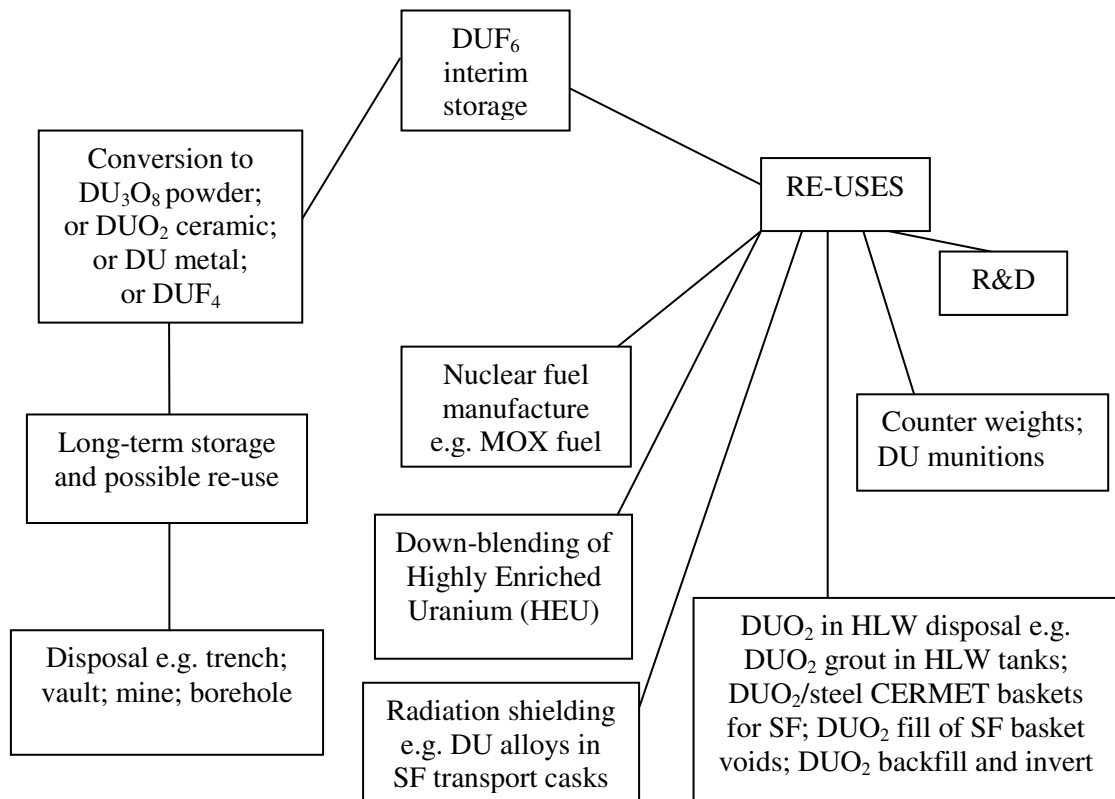 DUF₆
interim
storage
Conversion to
DU₃O₈ powder;
or DUO₂ ceramic;
or DU metal;
or DUF₄
RE-USES
R&D
Nuclear fuel
manufacture
e.g. MOX fuel
Counter weights;
DU munitions
Long-term storage
and possible re-use
Down-blending of
Highly Enriched
Uranium (HEU)
Disposal e.g. trench;
vault; mine; borehole
DUO₂ in HLW disposal e.g.
DUO₂ grout in HLW tanks;
DUO₂/steel CERMET baskets
for SF; DUO₂ fill of SF basket
voids; DUO₂ backfill and invert
Radiation shielding
e.g. DU alloys in
SF transport casks